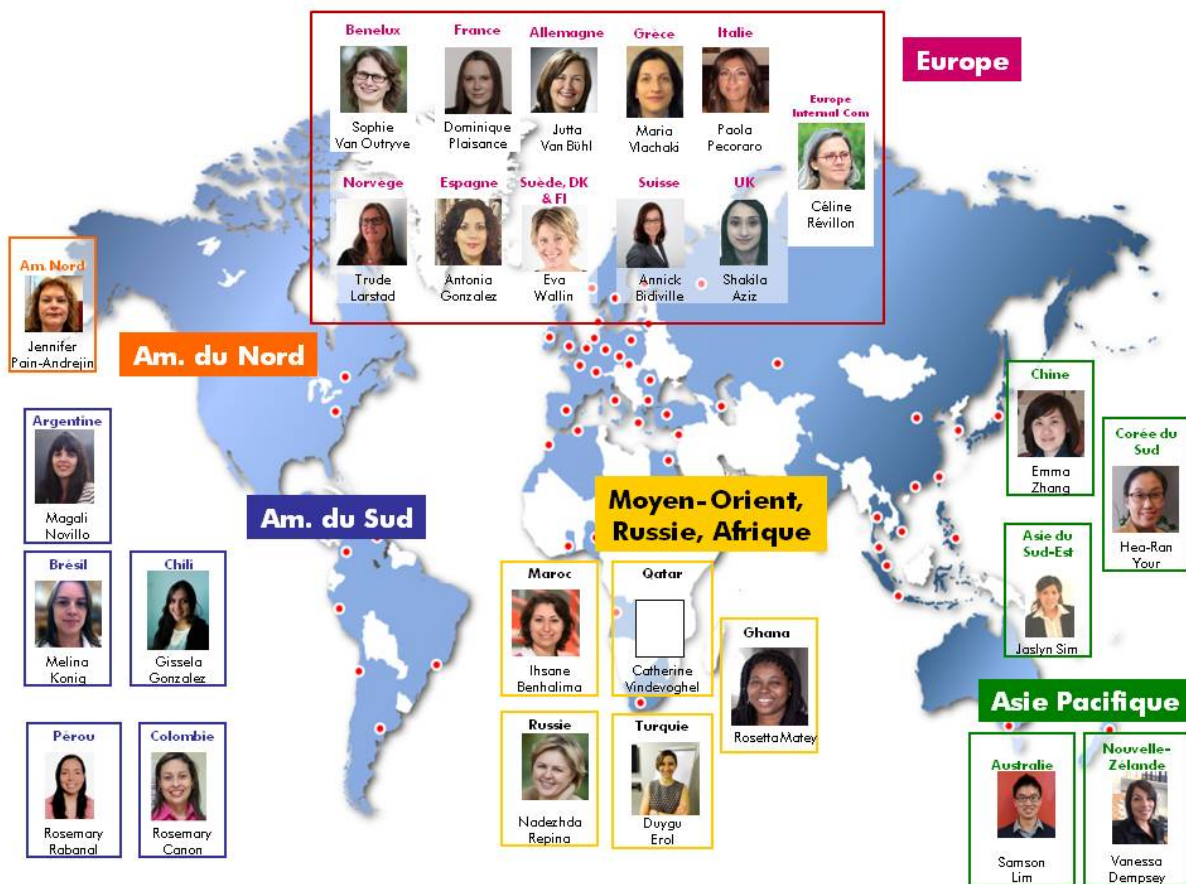 Europe
Benelux
Sophie
Van Outryve
France
Dominique
Plaisance
Allemagne
Jutta
Van Bühl
Grèce
Maria
Vlachaki
Italie
Paola
Pecoraro
Europe
Internal Com
Céline
Révillon
Norvège
Trude
Larstad
Espagne
Antonia
Gonzalez
Suède, DK
& FI
Eva
Wallin
Suisse
Annick
Bidiville
UK
Shakila
Aziz
Am. Nord
Jennifer
Pain-Andrejin
Am. du Nord
Argentine
Magali
Novillo
Am. du Sud
Brésil
Melina
Konig
Chili
Gissela
Gonzalez
Pérou
Rosemary
Rabanal
Colombie
Rosemary
Canon
Moyen-Orient,
Russie, Afrique
Maroc
Ihsane
Benhalima
Qatar
Catherine
Vindevoghel
Ghana
Rosetta Matey
Russie
Nadezhda
Repina
Turquie
Duygu
Erol
Chine
Emma
Zhang
Corée du
Sud
Hea-Ran
Your
Asie du
Sud-Est
Jaslyn Sim
Asie Pacifique
Australie
Samson
Lim
Nouvelle-
Zélande
Vanessa
Dempsey